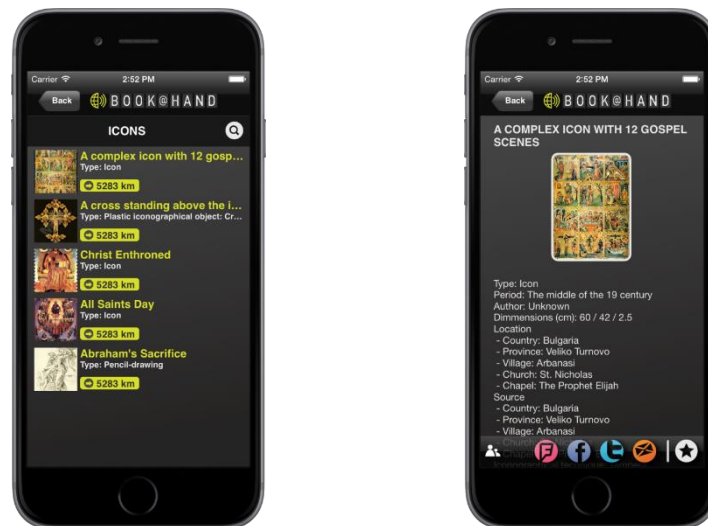 Carrier 2:52 PM
Back BOOK@HAND
ICONS
A complex icon with 12 gosp...
Type: Icon
5283 km
A cross standing above the i...
Type: Plastic iconographical object: Cr...
5283 km
Christ Enthroned
Type: Icon
5283 km
All Saints Day
Type: Icon
5283 km
Abraham's Sacrifice
Type: Pencil-drawing
5283 km
Carrier 2:52 PM
Back BOOK@HAND
A COMPLEX ICON WITH 12 GOSPEL
SCENES
Type: Icon
Period: The middle of the 19 century
Author: Unknown
Dimmensions (cm): 60 / 42 / 2.5
Location
- Country: Bulgaria
- Province: Veliko Turnovo
- Village: Arbanasi
- Church: St. Nicholas
- Chapel: The Prophet Elijah
Source
- Country: Bulgaria
- Province: Veliko Turnovo
- Village: Arbanasi